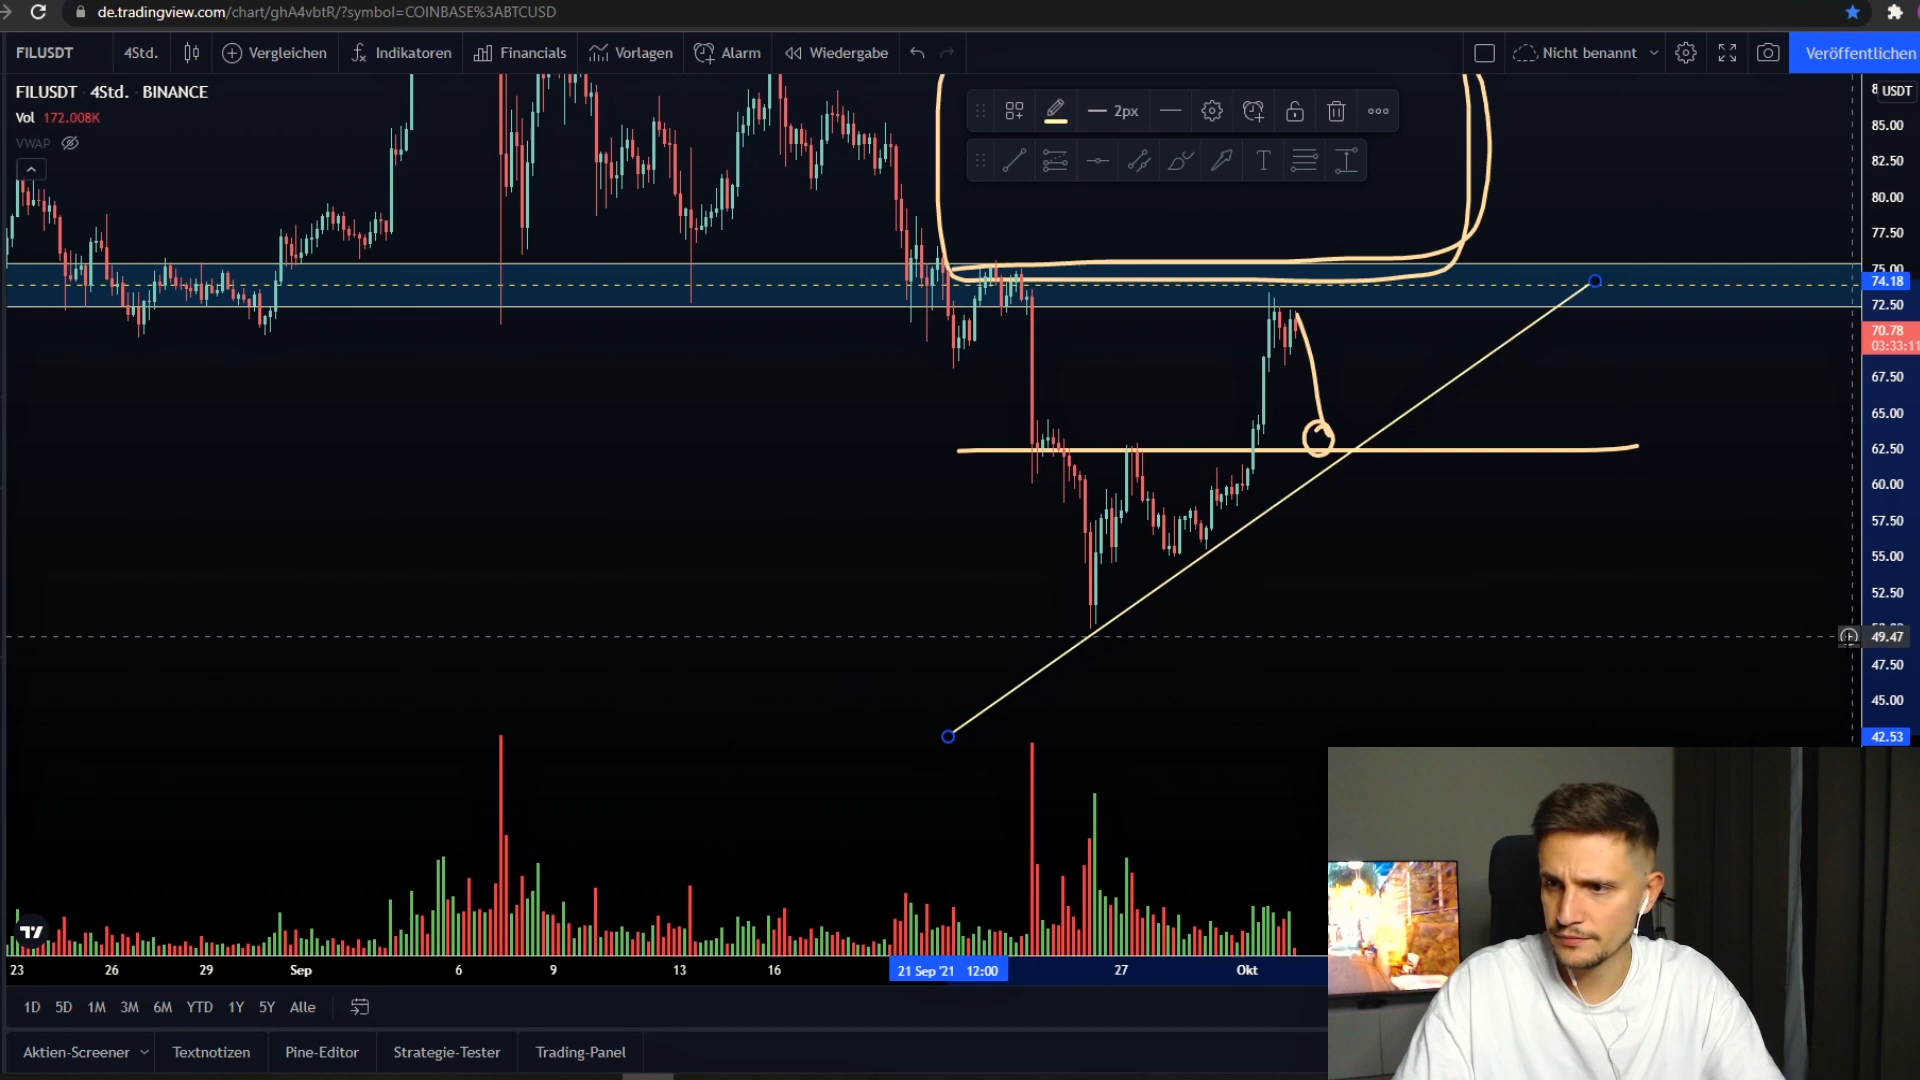 de.tradingview.com/chart/ghA4vbtR/?symbol=COINBASE%3ABTCUSD
FILUSDT 4Std. Vergleichen Indikatoren Financials Vorlagen Alarm Wiedergabe Nicht benannt Veröffentlichen
FILUSDT 4Std. BINANCE
Vol 172.008K
VWAP
2px
T
USDT
85.00
82.50
80.00
77.50
75.00
74.18
72.50
70.78
03:33:11
67.50
65.00
62.50
60.00
57.50
55.00
52.50
49.47
47.50
45.00
42.53
23 26 29 Sep 6 9 13 16 21 Sep '21 12:00 27 Okt
1D 5D 1M 3M 6M YTD 1Y 5Y Alle
Aktien-Screener Textnotizen Pine-Editor Strategie-Tester Trading-Panel